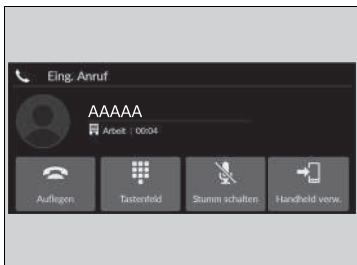 Eing. Anruf
AAAAA
Arbeit | 00:04
Auflegen
Tastenfeld
Stumm schalten
Handheld verw.